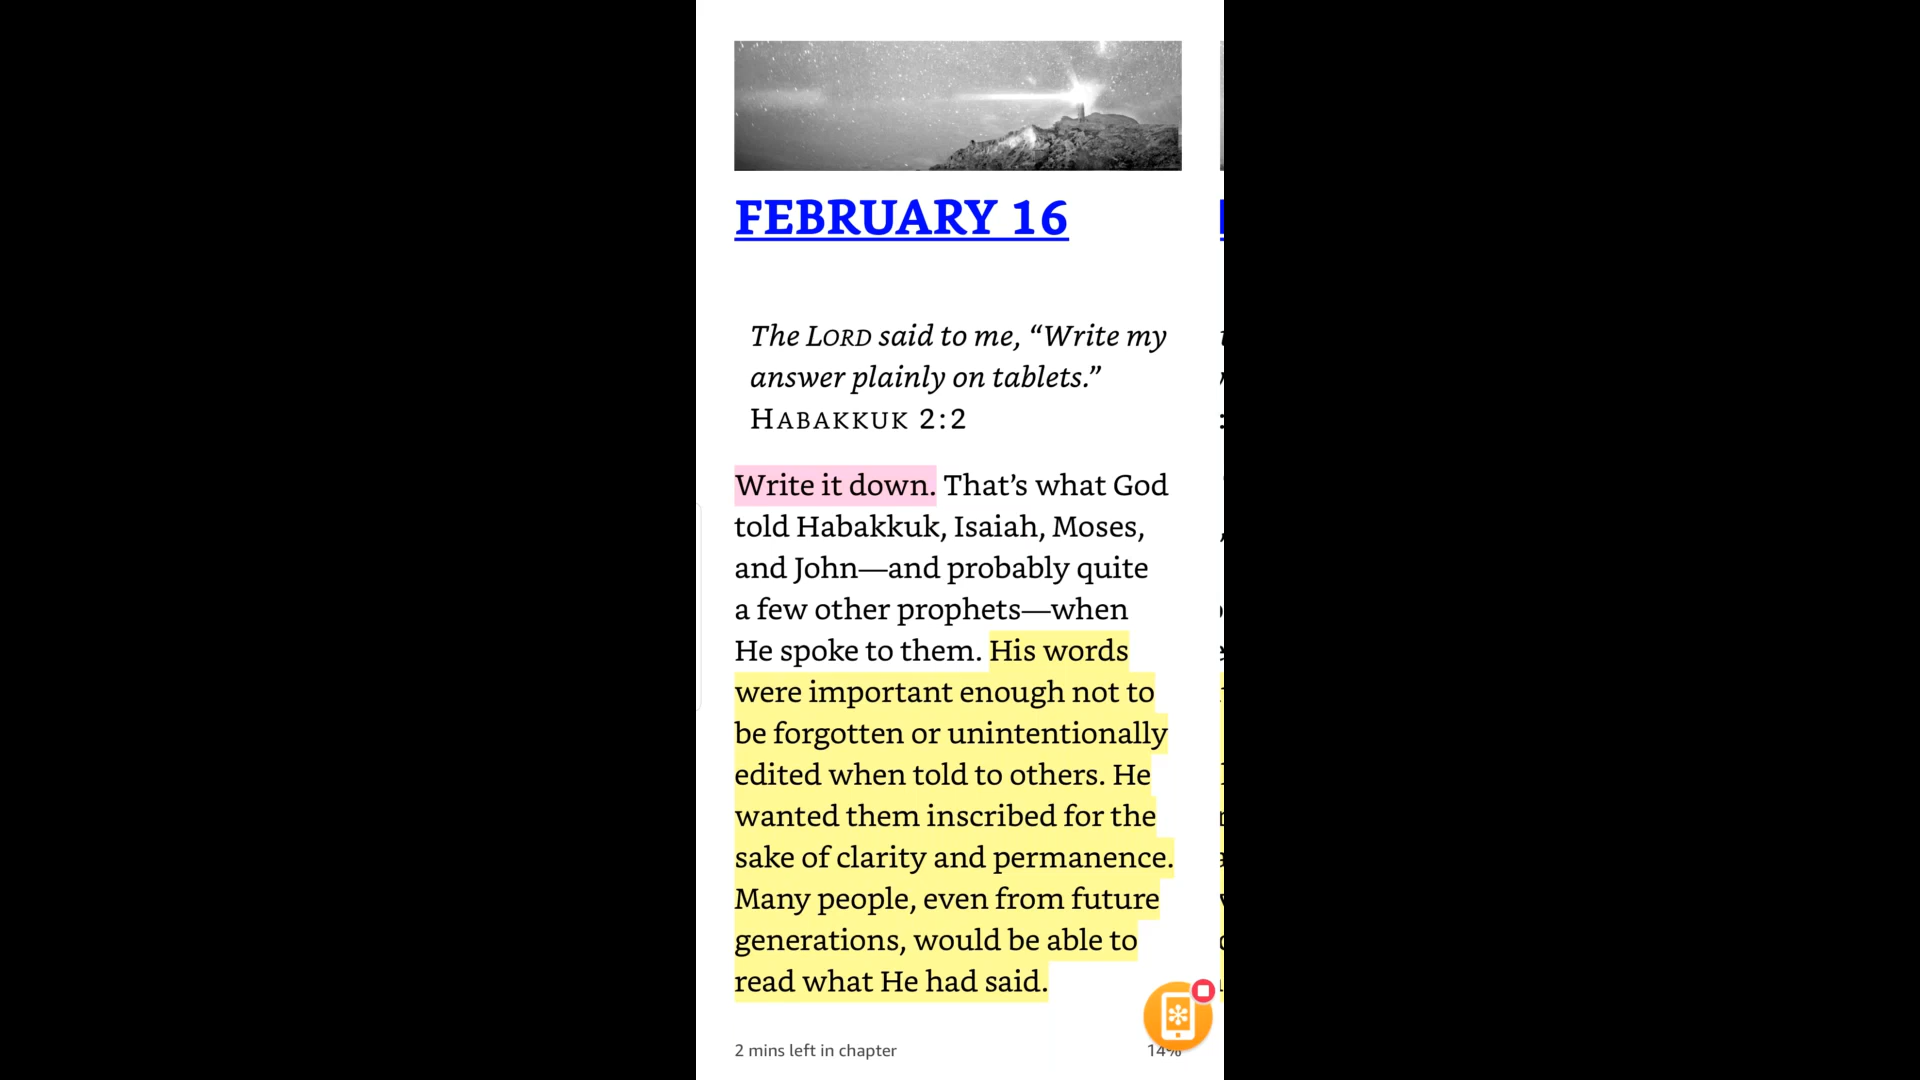 FEBRUARY 16
The LORD said to me, “Write my
answer plainly on tablets.”
HABAKKUK 2:2
Write it down. That’s what God
told Habakkuk, Isaiah, Moses,
and John—and probably quite
a few other prophets—when
He spoke to them. His words
were important enough not to
be forgotten or unintentionally
edited when told to others. He
wanted them inscribed for the
sake of clarity and permanence.
Many people, even from future
generations, would be able to
read what He had said.
2 mins left in chapter
14%